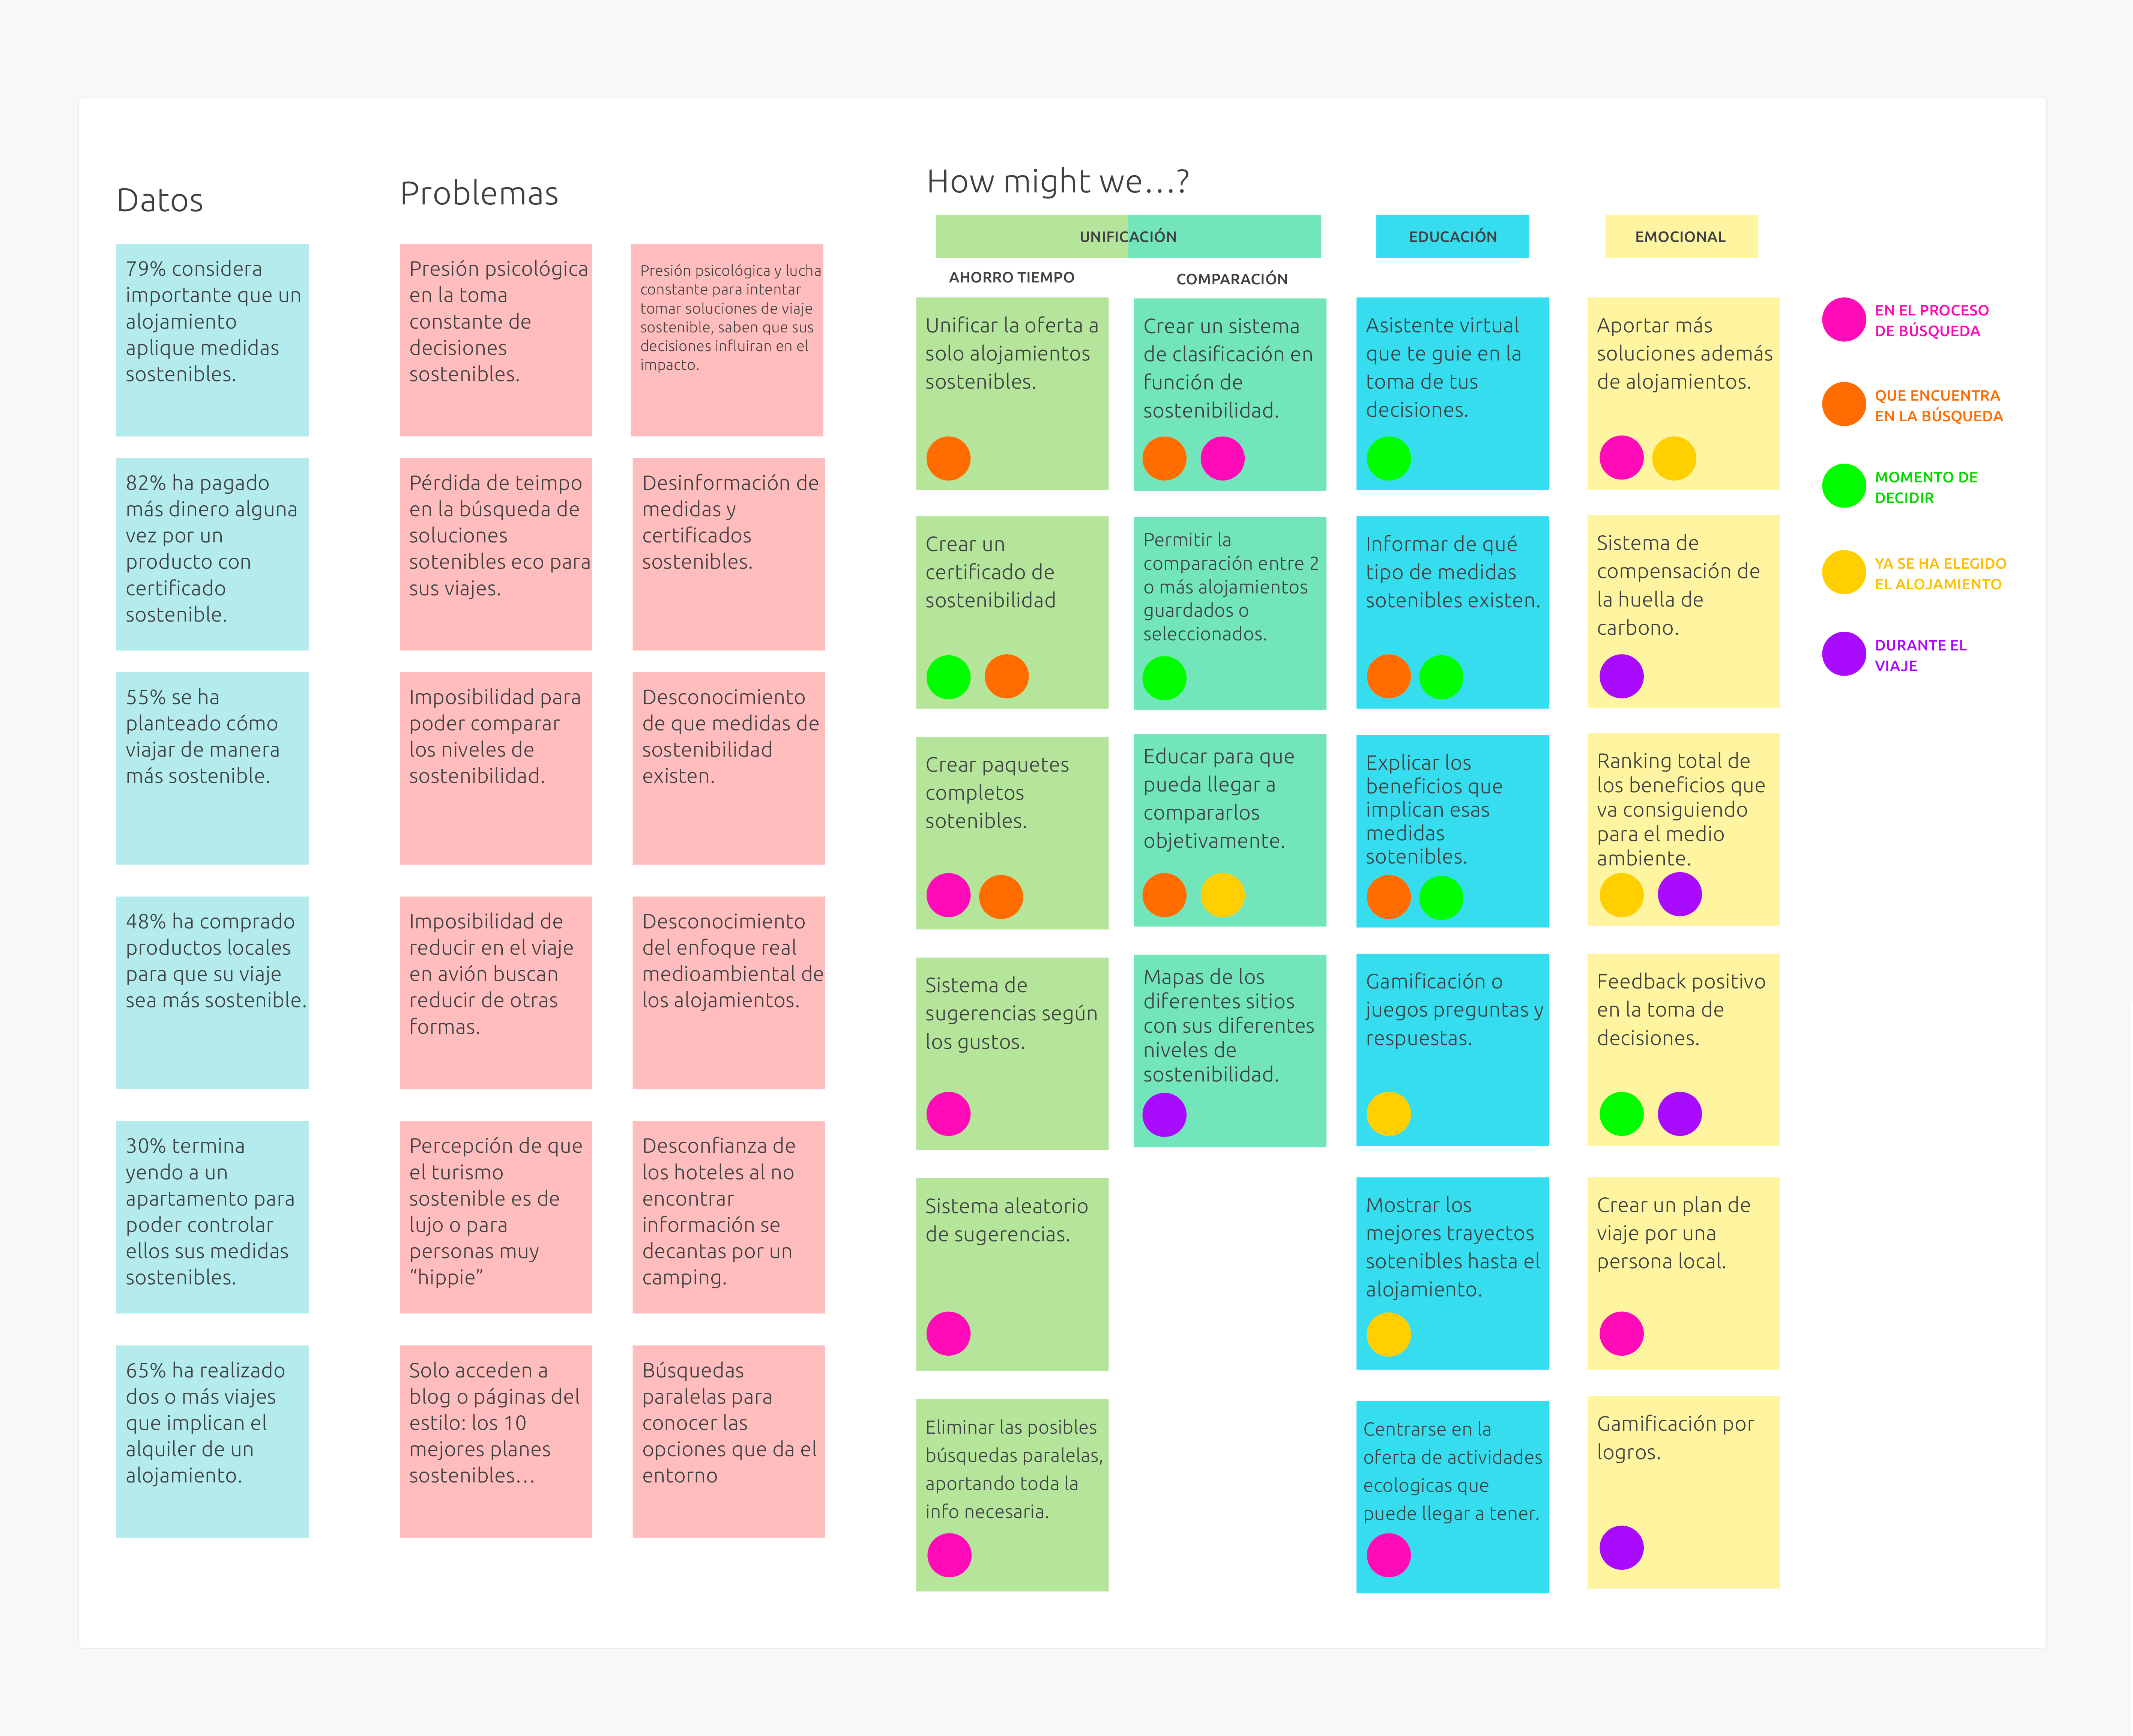 Datos
79% considera
importante que un
alojamiento
aplique medidas
sostenibles.
82% ha pagado
más dinero alguna
vez por un
producto con
certificado
sostenible.
55% se ha
planteado cómo
viajar de manera
más sostenible.
48% ha comprado
productos locales
para que su viaje
sea más sostenible.
30% termina
yendo a un
apartamento para
poder controlar
ellos sus medidas
sostenibles.
65% ha realizado
dos o más viajes
que implican el
alquiler de un
alojamiento.
Problemas
Presión psicológica
en la toma
constante de
decisiones
sostenibles.
Pérdida de teimpo
en la búsqueda de
soluciones
sotenibles eco para
sus viajes.
Imposibilidad para
poder comparar
los niveles de
sostenibilidad.
Imposibilidad de
reducir en el viaje
en avión buscan
reducir de otras
formas.
Percepción de que
el turismo
sostenible es de
lujo o para
personas muy
“hippie”
Solo acceden a
blog o páginas del
estilo: los 10
mejores planes
sostenibles...
Presión psicológica y lucha
constante para intentar
tomar soluciones de viaje
sostenible, saben que sus
decisiones influiran en el
impacto.
Desinformación de
medidas y
certificados
sostenibles.
Desconocimiento
de que medidas de
sostenibilidad
existen.
Desconocimiento
del enfoque real
medioambiental de
los alojamientos.
Desconfianza de
los hoteles al no
encontrar
información se
decantas por un
camping.
Búsquedas
paralelas para
conocer las
opciones que da el
entorno
How might we...?
UNIFICACIÓN
AHORRO TIEMPO
Unificar la oferta a
solo alojamientos
sostenibles.
Crear un
certificado de
sostenibilidad
Crear paquetes
completos
sotenibles.
Sistema de
sugerencias según
los gustos.
Sistema aleatorio
de sugerencias.
Eliminar las posibles
búsquedas paralelas,
aportando toda la
info necesaria.
COMPARACIÓN
Crear un sistema
de clasificación en
función de
sostenibilidad.
Permitir la
comparación entre 2
o más alojamientos
guardados o
seleccionados.
Educar para que
pueda llegar a
compararlos
objetivamente.
Mapas de los
diferentes sitios
con sus diferentes
niveles de
sostenibilidad.
EDUCACIÓN
Asistente virtual
que te guie en la
toma de tus
decisiones.
Informar de qué
tipo de medidas
sotenibles existen.
Explicar los
beneficios que
implican esas
medidas
sotenibles.
Gamificación o
juegos preguntas y
respuestas.
Mostrar los
mejores trayectos
sotenibles hasta el
alojamiento.
Centrarse en la
oferta de actividades
ecologicas que
puede llegar a tener.
EMOCIONAL
Aportar más
soluciones además
de alojamientos.
Sistema de
compensación de
la huella de
carbono.
Ranking total de
los beneficios que
va consiguiendo
para el medio
ambiente.
Feedback positivo
en la toma de
decisiones.
Crear un plan de
viaje por una
persona local.
Gamificación por
logros.
EN EL PROCESO
DE BÚSQUEDA
QUE ENCUENTRA
EN LA BÚSQUEDA
MOMENTO DE
DECIDIR
YA SE HA ELEGIDO
EL ALOJAMIENTO
DURANTE EL
VIAJE